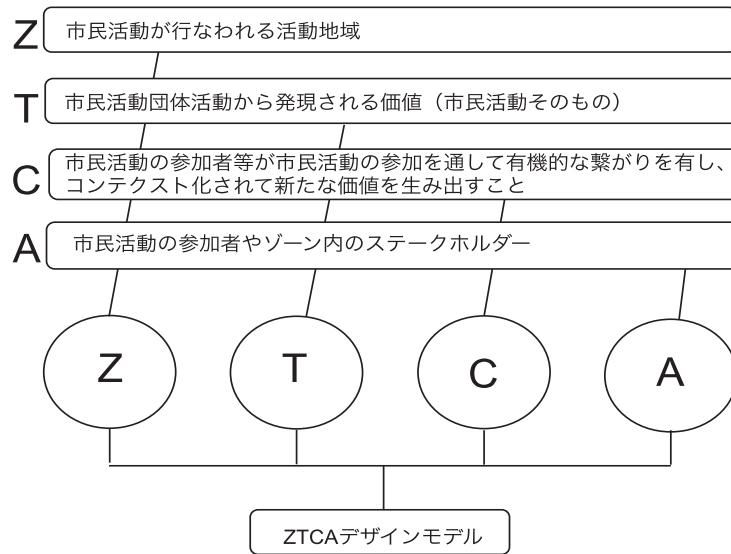 Z 市民活動が行なわれる活動地域
T 市民活動団体活動から発現される価値（市民活動そのもの）
C 市民活動の参加者等が市民活動の参加を通して有機的な繋がりを有し、
コンテクスト化されて新たな価値を生み出すこと
A 市民活動の参加者やゾーン内のステークホルダー
Z T C A
ZTCAデザインモデル